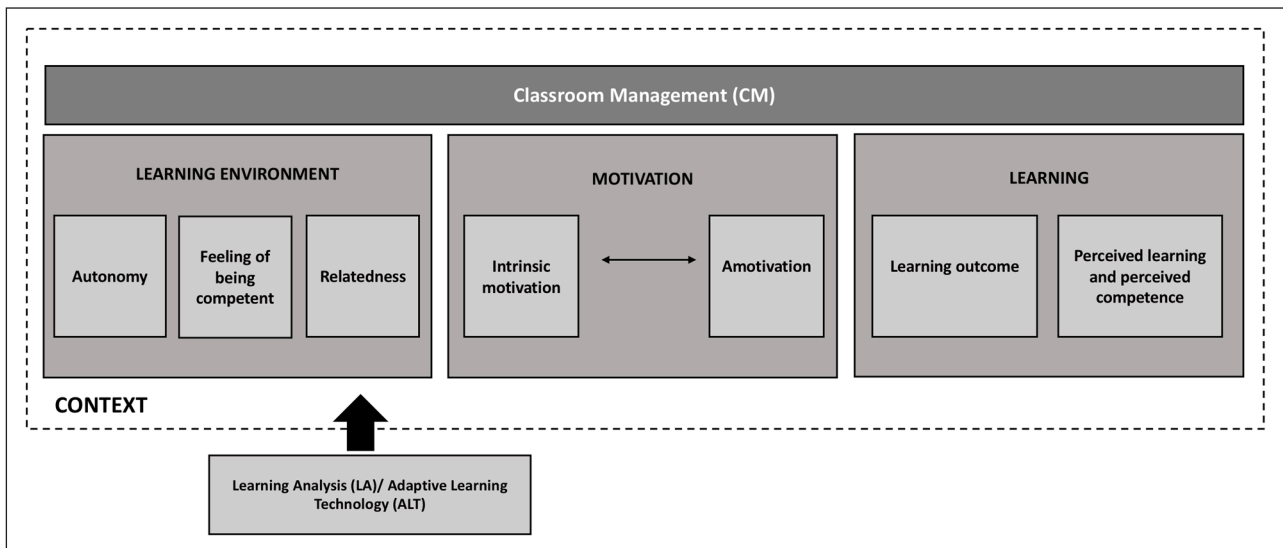 Classroom Management (CM)
LEARNING ENVIRONMENT
Autonomy
Feeling of
being
competent
Relatedness
MOTIVATION
Intrinsic
motivation
Amotivation
LEARNING
Learning outcome
Perceived learning
and perceived
competence
CONTEXT
Learning Analysis (LA)/ Adaptive Learning
Technology (ALT)